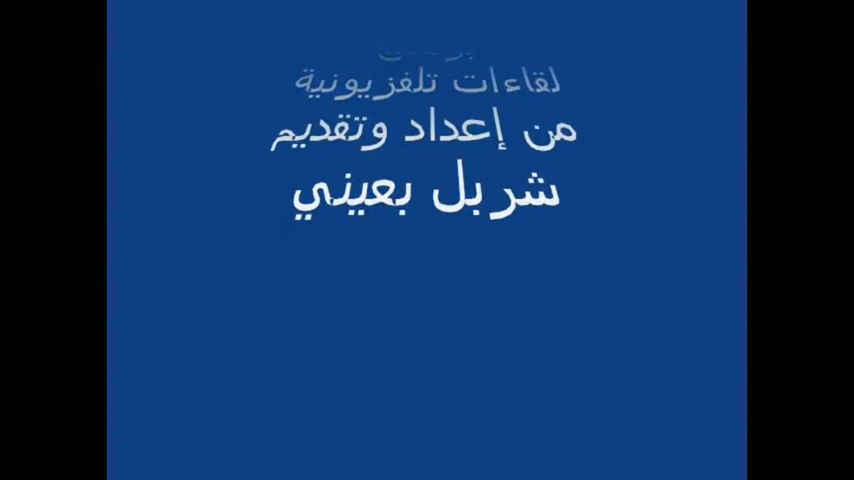 لقاءات تلفزيونية
من إعداد وتقديم
شربل بعيني